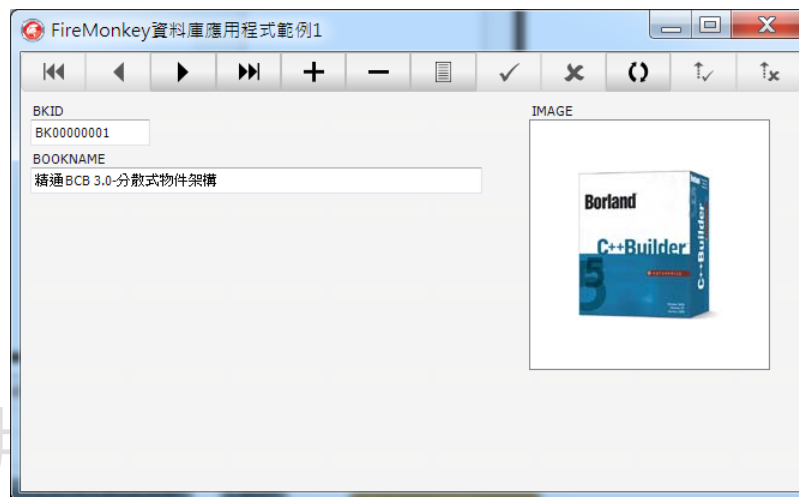 FireMonkey資料庫應用程式範例1
BKID
BK00000001
BOOKNAME
精通BCB 3.0-分散式物件架構
IMAGE
Borland
C++Builder
5
C++Builder